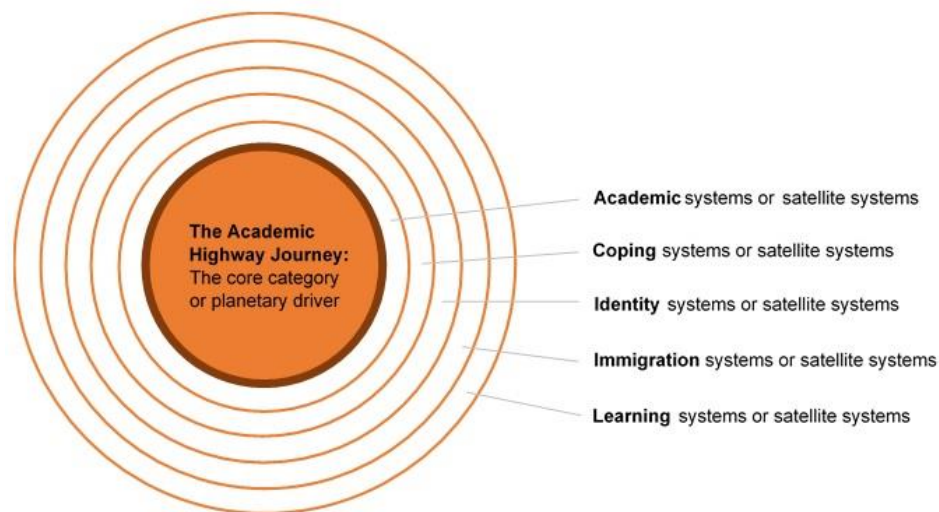 The Academic
Highway Journey:
The core category
or planetary driver
Academic systems or satellite systems
Coping systems or satellite systems
Identity systems or satellite systems
Immigration systems or satellite systems
Learning systems or satellite systems